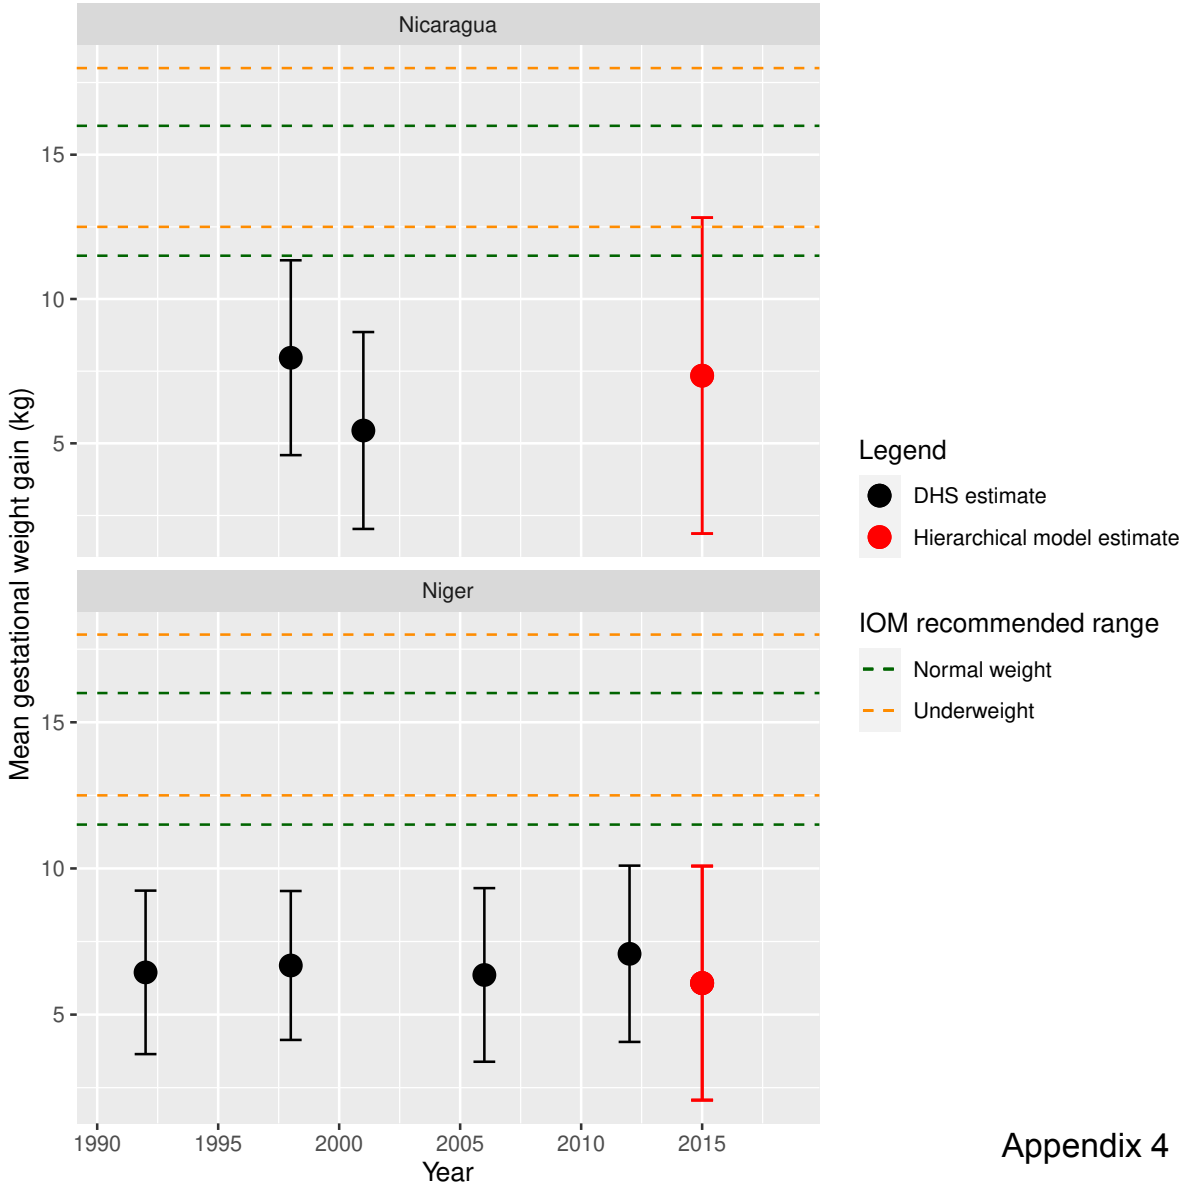 Nicaragua
15
10
5
Niger
15
10
5
1990 1995 2000 2005 2010 2015
Year
Mean gestational weight gain (kg)
Legend
DHS estimate
Hierarchical model estimate
IOM recommended range
Normal weight
Underweight
Appendix 4